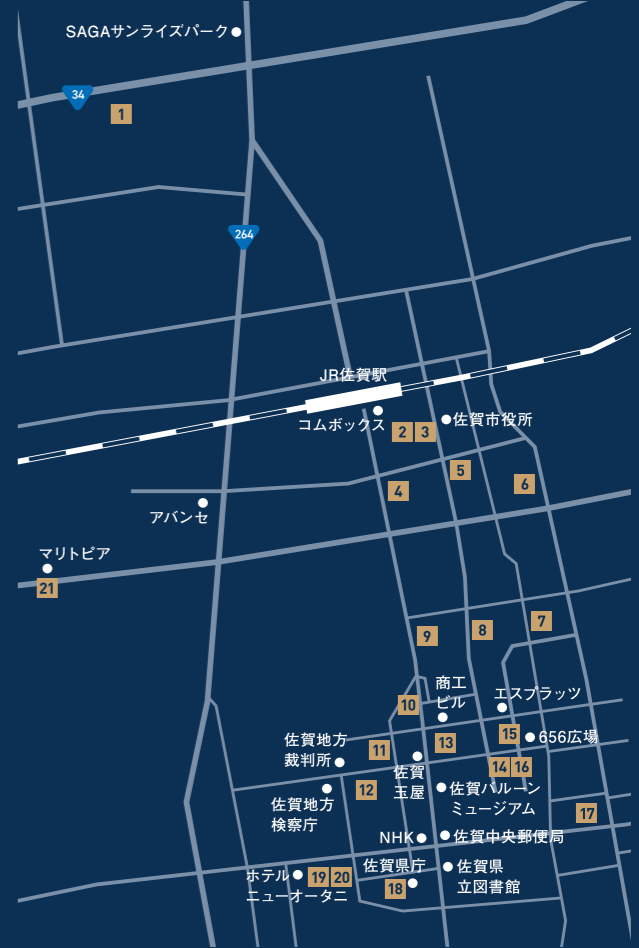 SAGAサンライズパーク
34
1
264
JR佐賀駅
コムボックス
2
3
佐賀市役所
4
5
6
アバンセ
マリトピア
21
7
8
9
商工
ビル
エスプラッツ
10
佐賀地方
裁判所
11
13
15
656広場
佐賀
玉屋
14
16
佐賀地方
検察庁
12
佐賀バルーン
ミュージアム
17
NHK
佐賀中央郵便局
ホテル
ニューオータニ
19
20
佐賀県庁
18
佐賀県
立図書館